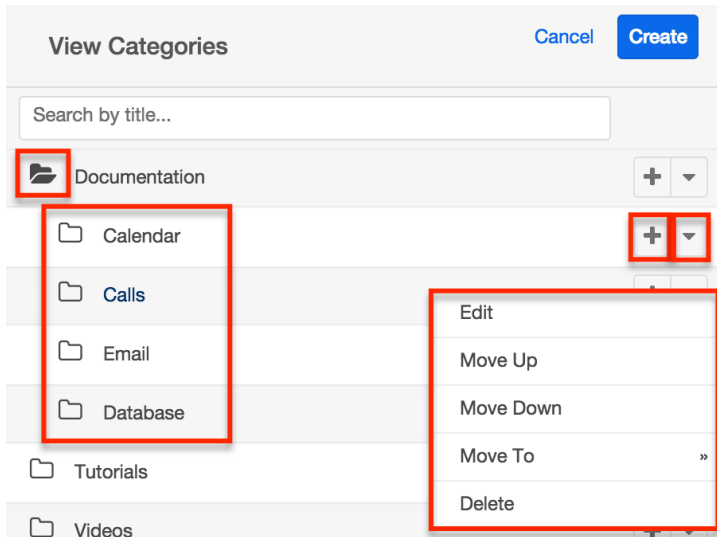 View Categories
Cancel
Create
Search by title...
Documentation
Calendar
Calls
Email
Database
Tutorials
Videos
Edit
Move Up
Move Down
Move To »
Delete